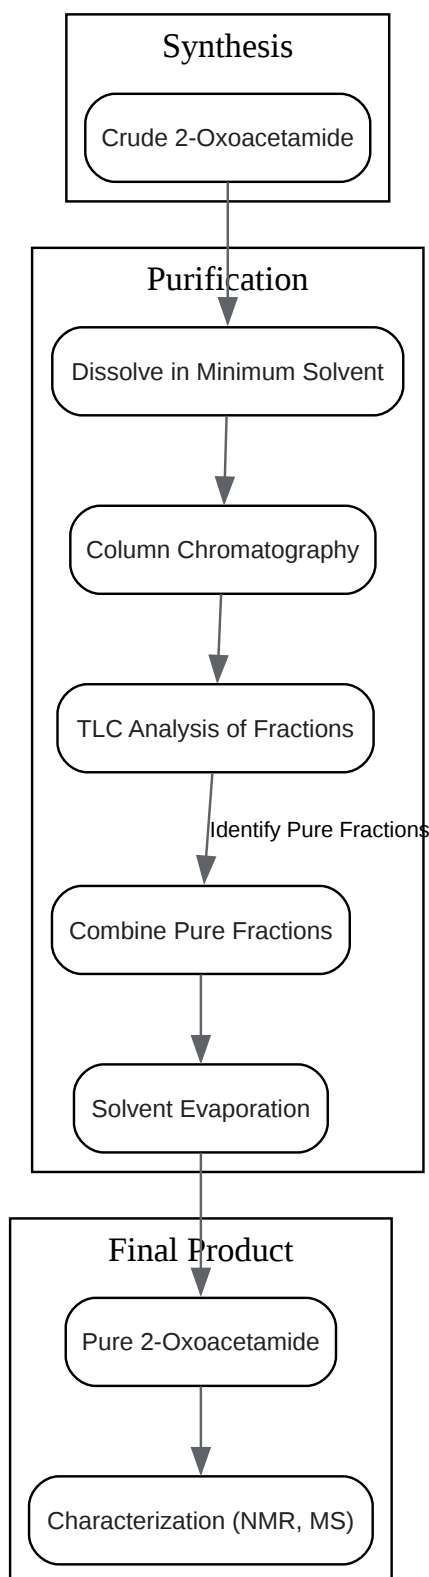 Synthesis
Crude 2-Oxoacetamide
Purification
Dissolve in Minimum Solvent
Column Chromatography
TLC Analysis of Fractions
Identify Pure Fractions
Combine Pure Fractions
Solvent Evaporation
Final Product
Pure 2-Oxoacetamide
Characterization (NMR, MS)